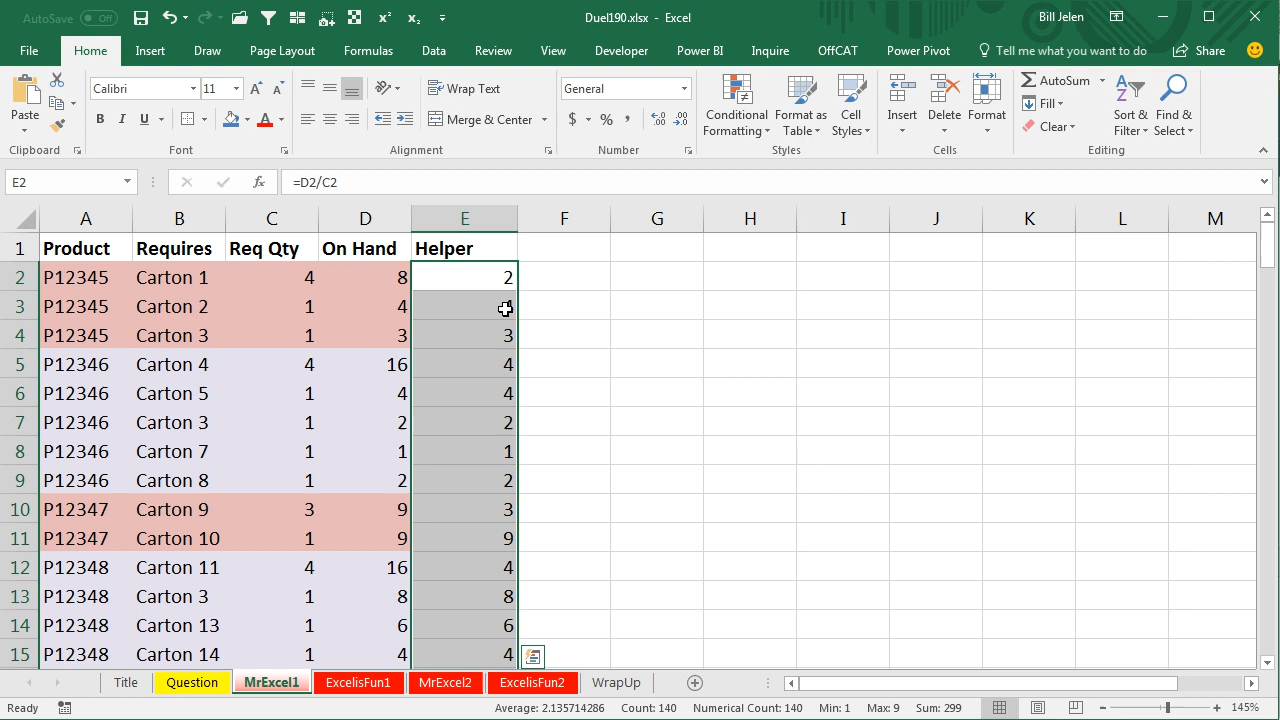 AutoSave Off Duel190.xlsx - Excel Bill Jelen
File Home Insert Draw Page Layout Formulas Data Review View Developer Power BI Inquire OffCAT Power Pivot Tell me what you want to do Share
Paste Calibri 11 Wrap Text General Conditional Formatting Format as Table Cell Styles Insert Delete Format AutoSum Sort & Filter Find & Select
B I U A Merge & Center $ % , Fill
Clear
Clipboard Font Alignment Number Styles Cells Editing
E2 fx =D2/C2
A B C D E F G H I J K L M
1 Product Requires Req Qty On Hand Helper
2 P12345 Carton 1 4 8 2
3 P12345 Carton 2 1 4
4 P12345 Carton 3 1 3 3
5 P12346 Carton 4 4 16 4
6 P12346 Carton 5 1 4 4
7 P12346 Carton 3 1 2 2
8 P12346 Carton 7 1 1 1
9 P12346 Carton 8 1 2 2
10 P12347 Carton 9 3 9 3
11 P12347 Carton 10 1 9 9
12 P12348 Carton 11 4 16 4
13 P12348 Carton 3 1 8 8
14 P12348 Carton 13 1 6 6
15 P12348 Carton 14 1 4 4
Title Question MrExcel1 ExcelisFun1 MrExcel2 ExcelisFun2 WrapUp
Ready Average: 2.135714286 Count: 140 Numerical Count: 140 Min: 1 Max: 9 Sum: 299 145%